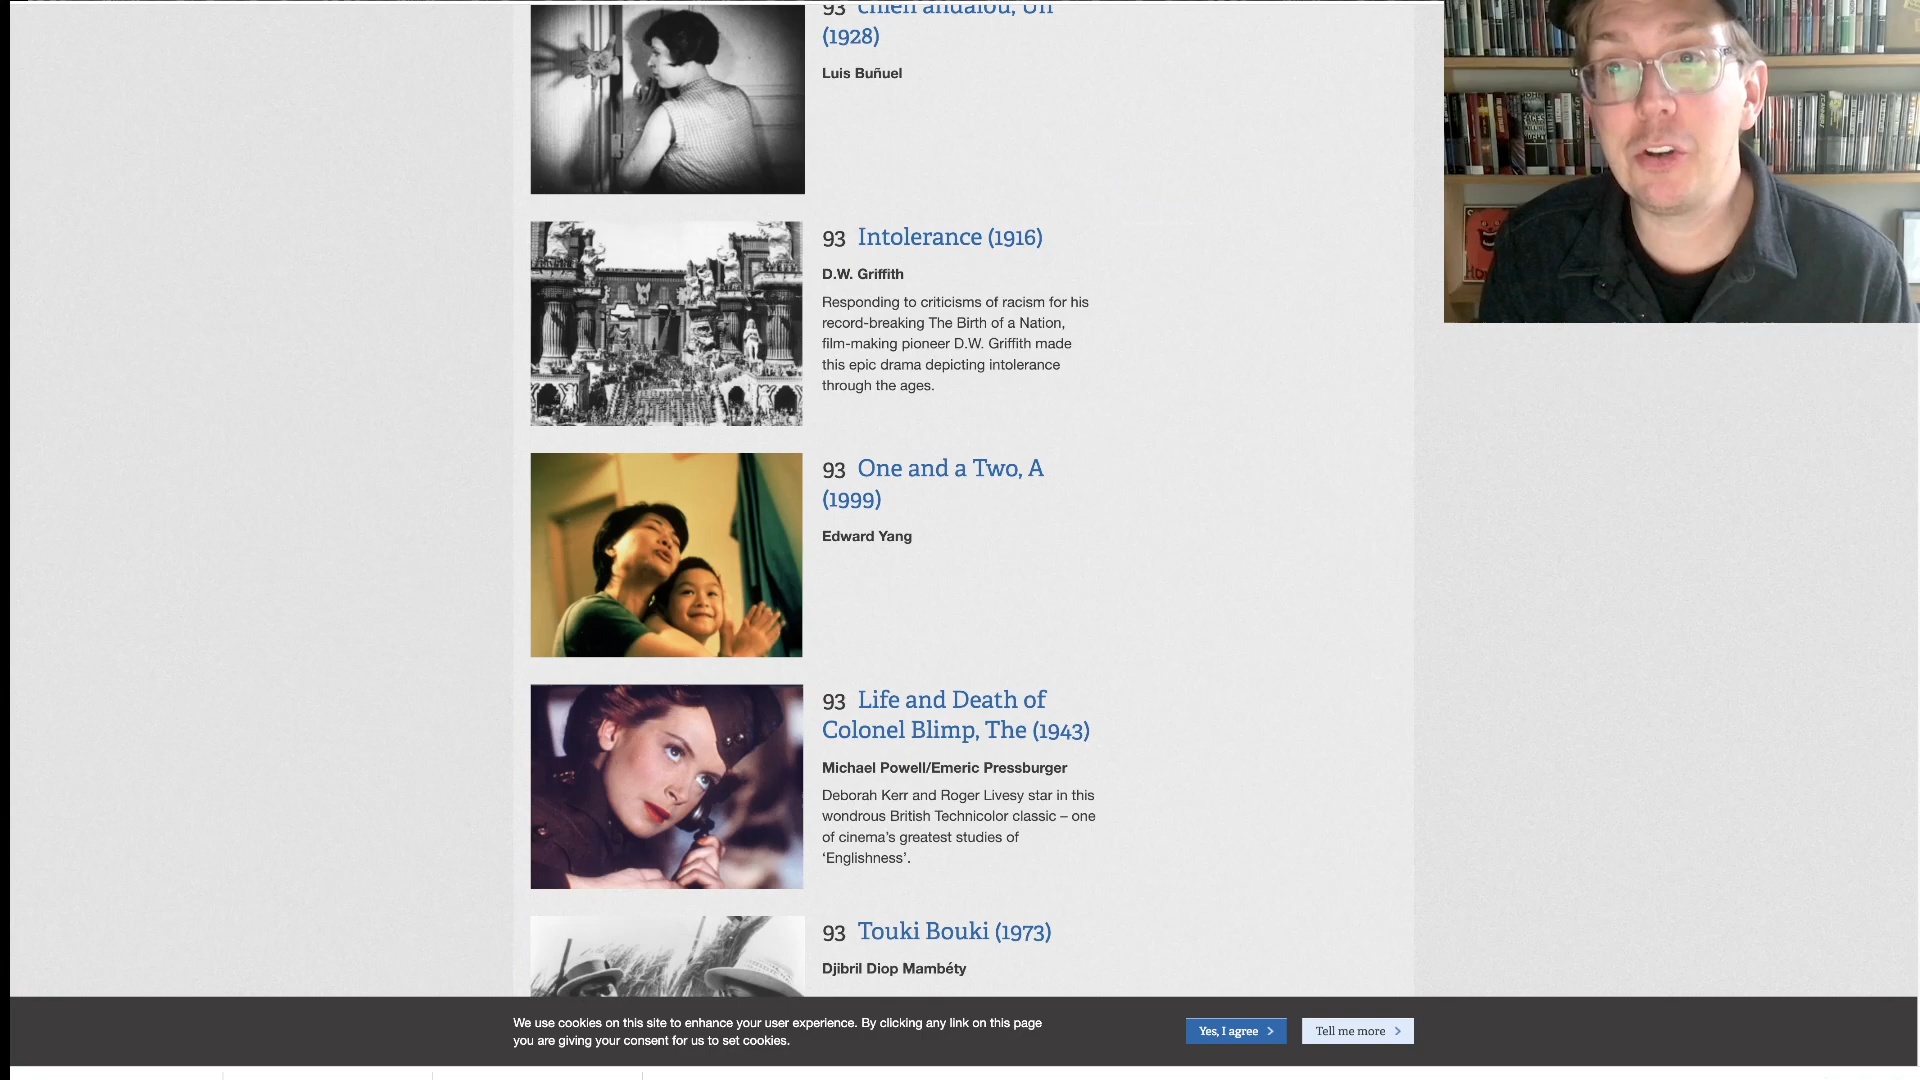 93 chien andalou, Un
(1928)
Luis Buñuel
93 Intolerance (1916)
D.W. Griffith
Responding to criticisms of racism for his
record-breaking The Birth of a Nation,
film-making pioneer D.W. Griffith made
this epic drama depicting intolerance
through the ages.
93 One and a Two, A
(1999)
Edward Yang
93 Life and Death of
Colonel Blimp, The (1943)
Michael Powell/Emeric Pressburger
Deborah Kerr and Roger Livesy star in this
wondrous British Technicolor classic – one
of cinema’s greatest studies of
‘Englishness’.
93 Touki Bouki (1973)
Djibril Diop Mambéty
We use cookies on this site to enhance your user experience. By clicking any link on this page
you are giving your consent for us to set cookies.
Yes, I agree >
Tell me more >
FACES